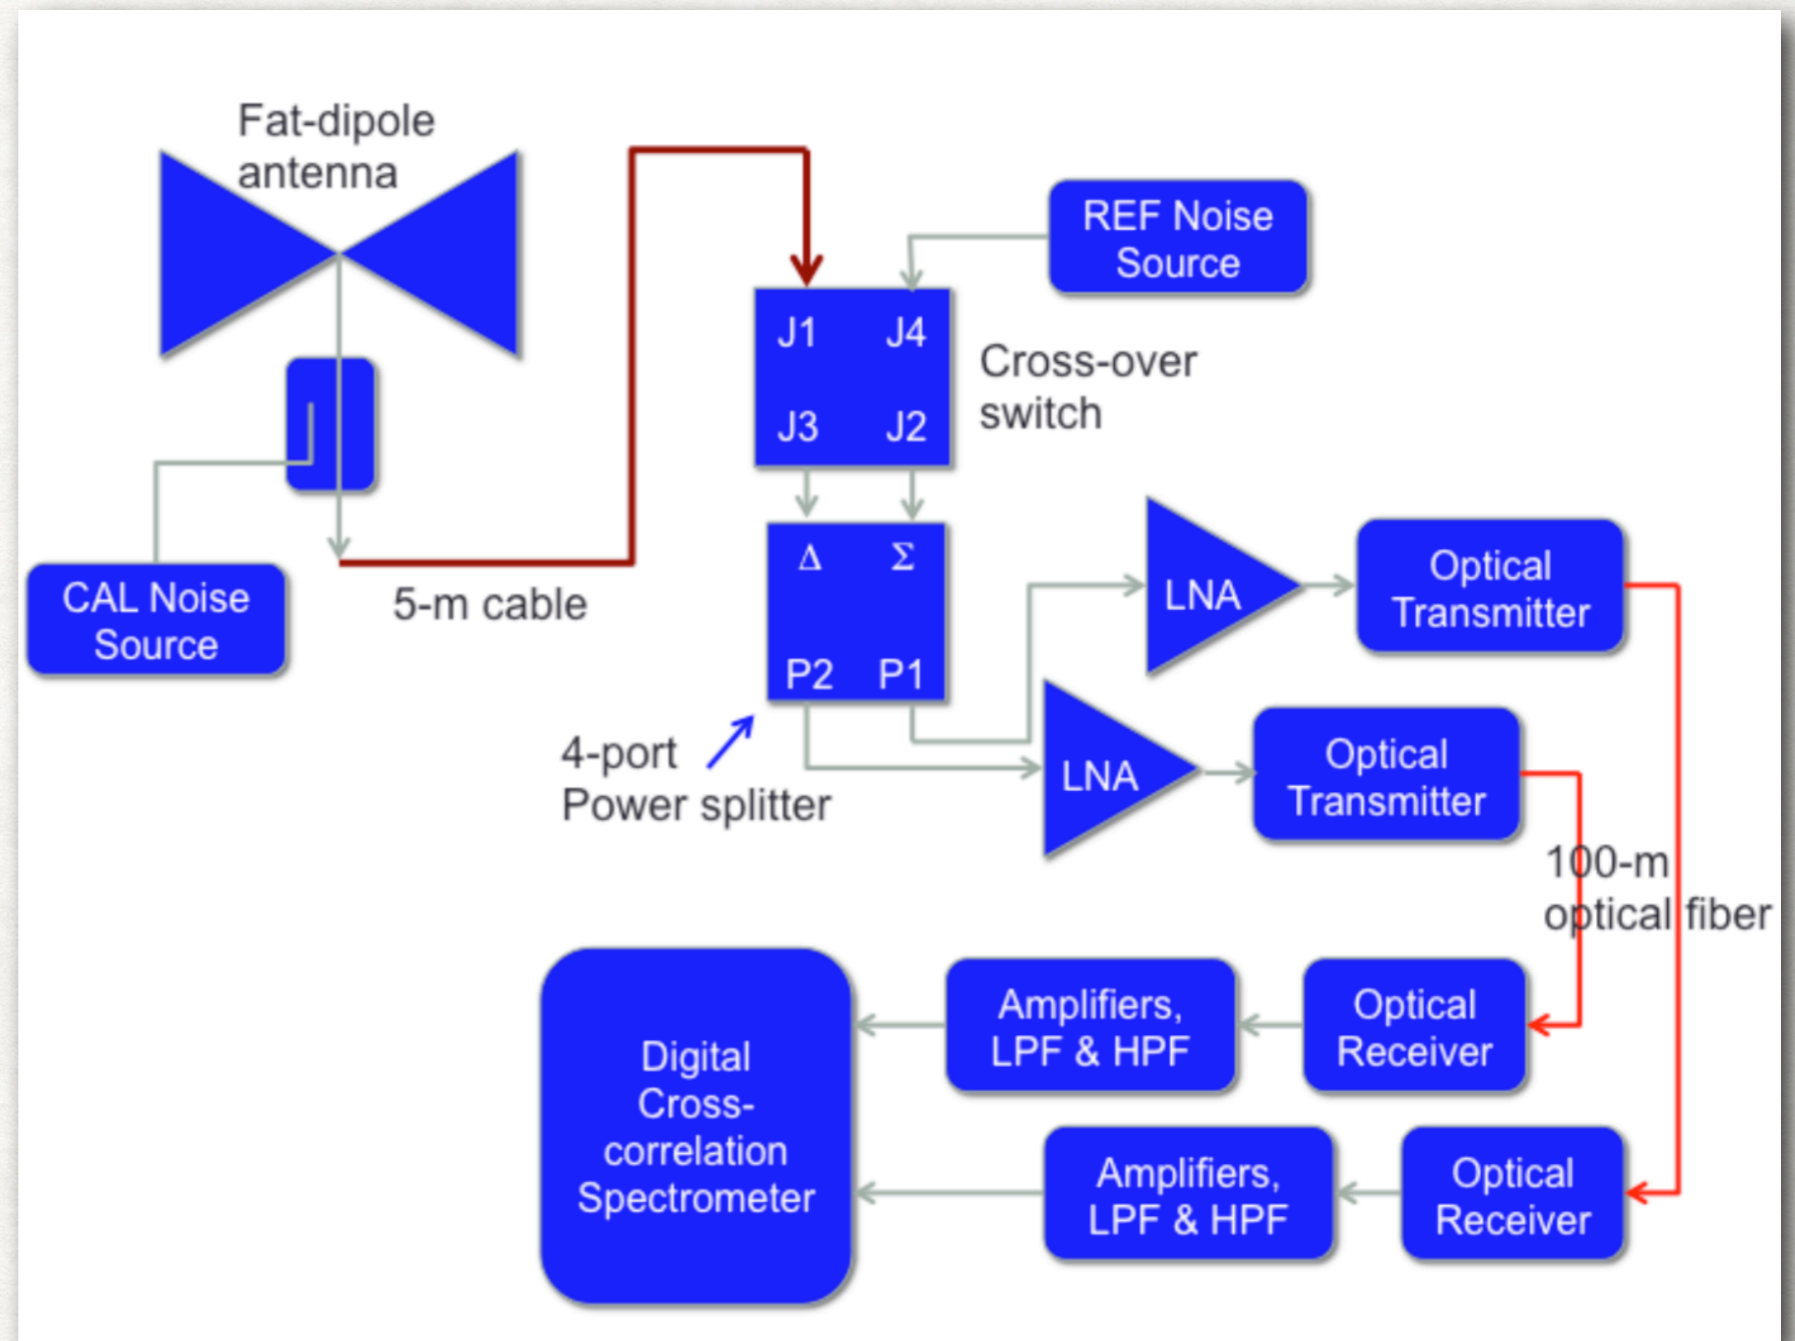 Fat-dipole
antenna
REF Noise
Source
J1 J4
J3 J2
Cross-over
switch
CAL Noise
Source
5-m cable
Δ Σ
P2 P1
4-port
Power splitter
LNA
Optical
Transmitter
LNA
Optical
Transmitter
100-m
optical fiber
Digital
Cross-
correlation
Spectrometer
Amplifiers,
LPF & HPF
Optical
Receiver
Amplifiers,
LPF & HPF
Optical
Receiver